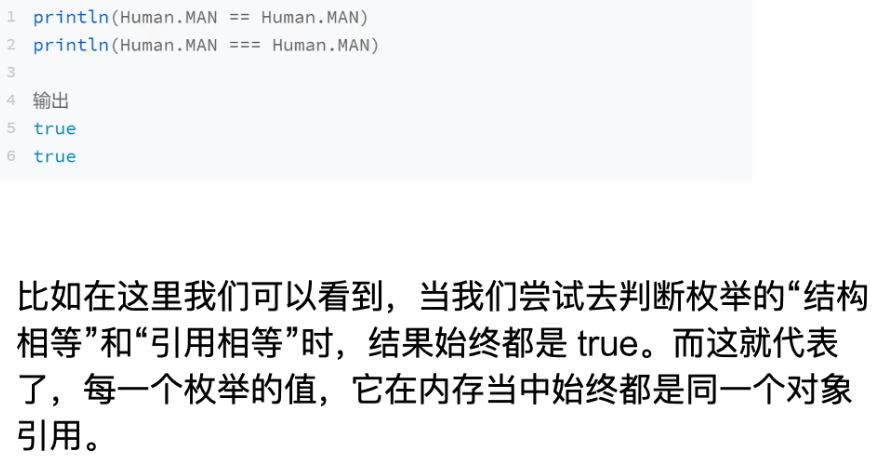 1 println(Human.MAN == Human.MAN)
2 println(Human.MAN === Human.MAN)
3
4 输出
5 true
6 true
比如在这里我们可以看到，当我们尝试去判断枚举的“结构
相等”和“引用相等”时，结果始终都是 true。而这就代表
了，每一个枚举的值，它在内存当中始终都是同一个对象
引用。